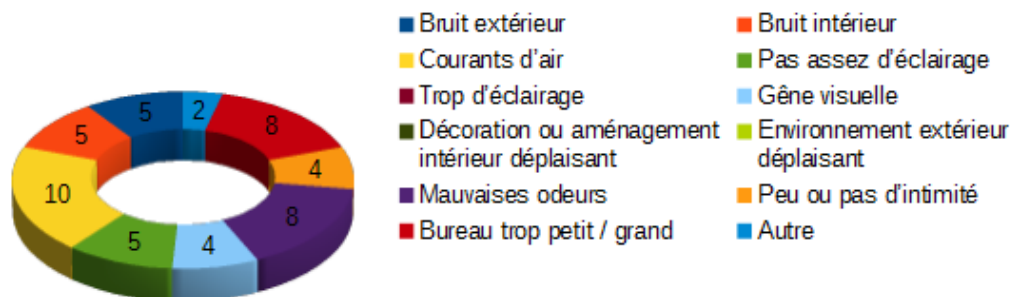 Bruit extérieur
Bruit intérieur
Courants d'air
Pas assez d'éclairage
Trop d'éclairage
Gêne visuelle
Décoration ou aménagement
intérieur déplaisant
Environnement extérieur
déplaisant
Mauvaises odeurs
Peu ou pas d'intimité
Bureau trop petit / grand
Autre
5
2
8
5
4
10
8
5
4